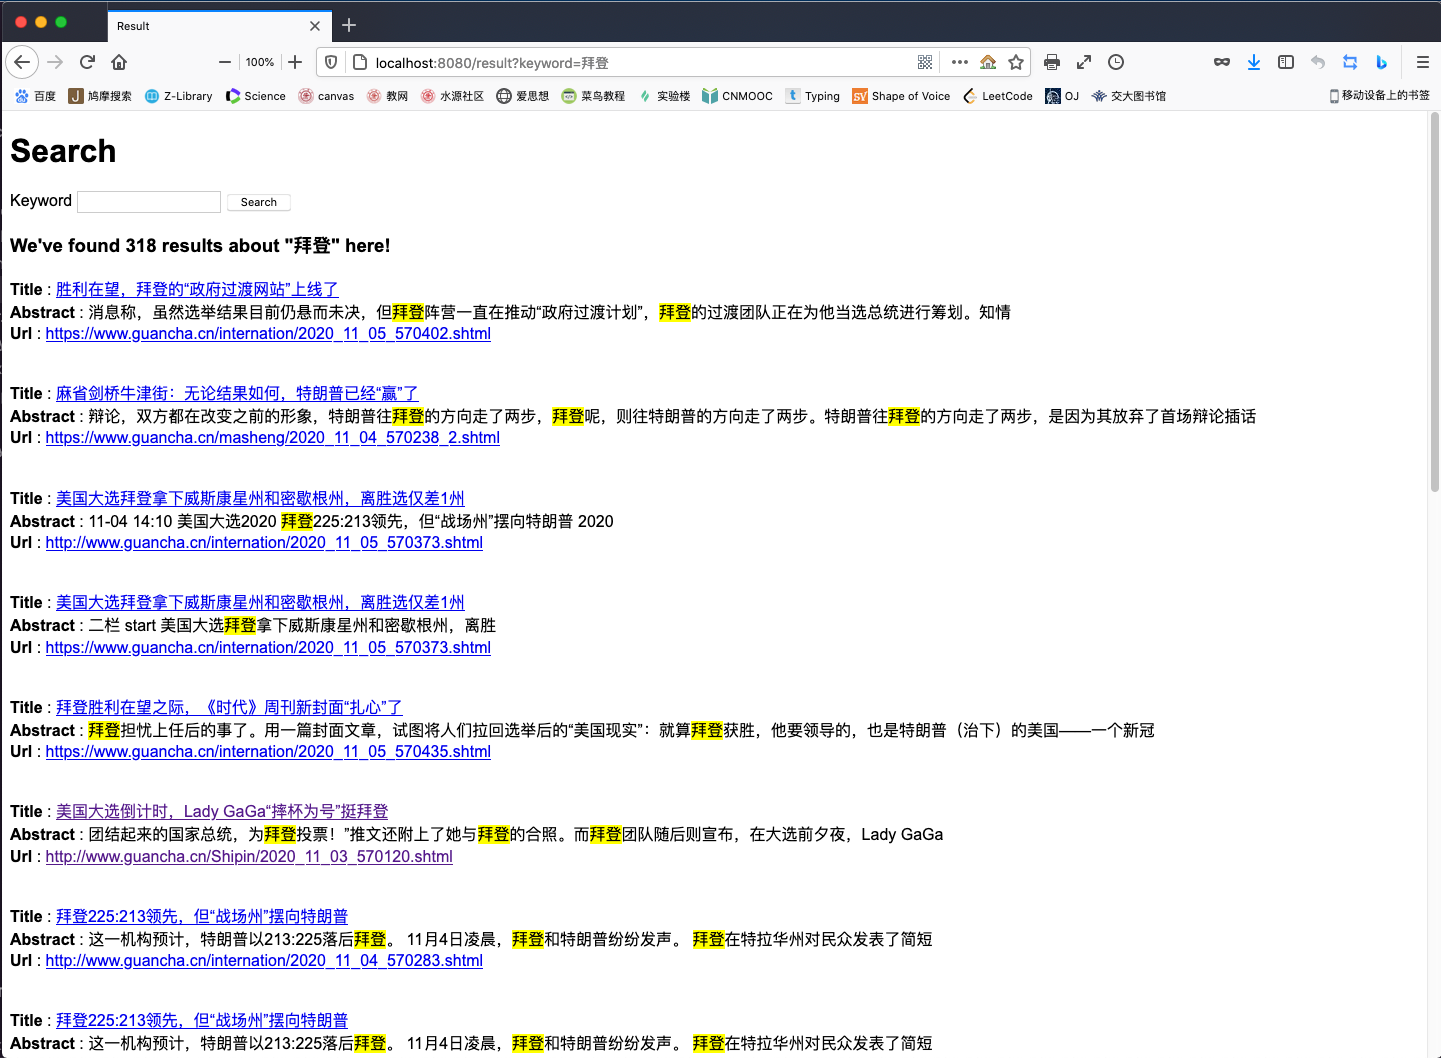 Result
100%
localhost:8080/result?keyword=拜登
百度 鸠摩搜索 Z-Library Science canvas 教网 水源社区 爱思想 菜鸟教程 实验楼 CNMOOC Typing Shape of Voice LeetCode OJ 交大图书馆 移动设备上的书签
Search
Keyword Search
We've found 318 results about "拜登" here!
Title : 胜利在望，拜登的“政府过渡网站”上线了
Abstract : 消息称，虽然选举结果目前仍悬而未决，但拜登阵营一直在推动“政府过渡计划”，拜登的过渡团队正在为他当选总统进行筹划。知情
Url : https://www.guancha.cn/internation/2020_11_05_570402.shtml
Title : 麻省剑桥牛津街：无论结果如何，特朗普已经“赢”了
Abstract : 辩论，双方都在改变之前的形象，特朗普往拜登的方向走了两步，拜登呢，则往特朗普的方向走了两步。特朗普往拜登的方向走了两步，是因为其放弃了首场辩论插话
Url : https://www.guancha.cn/masheng/2020_11_04_570238_2.shtml
Title : 美国大选拜登拿下威斯康星州和密歇根州，离胜选仅差1州
Abstract : 11-04 14:10 美国大选2020 拜登225:213领先，但“战场州”摆向特朗普 2020
Url : http://www.guancha.cn/internation/2020_11_05_570373.shtml
Title : 美国大选拜登拿下威斯康星州和密歇根州，离胜选仅差1州
Abstract : 二栏 start 美国大选拜登拿下威斯康星州和密歇根州，离胜
Url : https://www.guancha.cn/internation/2020_11_05_570373.shtml
Title : 拜登胜利在望之际，《时代》周刊新封面“扎心”了
Abstract : 拜登担忧上任后的事了。用一篇封面文章，试图将人们拉回选举后的“美国现实”：就算拜登获胜，他要领导的，也是特朗普（治下）的美国——一个新冠
Url : https://www.guancha.cn/internation/2020_11_05_570435.shtml
Title : 美国大选倒计时，Lady GaGa“摔杯为号”挺拜登
Abstract : 团结起来的国家总统，为拜登投票！”推文还附上了她与拜登的合照。而拜登团队随后则宣布，在大选前夕夜，Lady GaGa
Url : http://www.guancha.cn/Shipin/2020_11_03_570120.shtml
Title : 拜登225:213领先，但“战场州”摆向特朗普
Abstract : 这一机构预计，特朗普以213:225落后拜登。 11月4日凌晨，拜登和特朗普纷纷发声。 拜登在特拉华州对民众发表了简短
Url : http://www.guancha.cn/internation/2020_11_04_570283.shtml
Title : 拜登225:213领先，但“战场州”摆向特朗普
Abstract : 这一机构预计，特朗普以213:225落后拜登。 11月4日凌晨，拜登和特朗普纷纷发声。 拜登在特拉华州对民众发表了简短